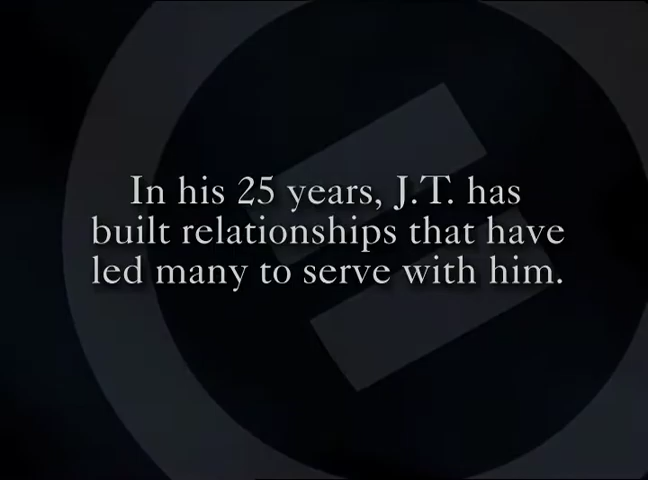 In his 25 years, J.T. has
built relationships that have
led many to serve with him.